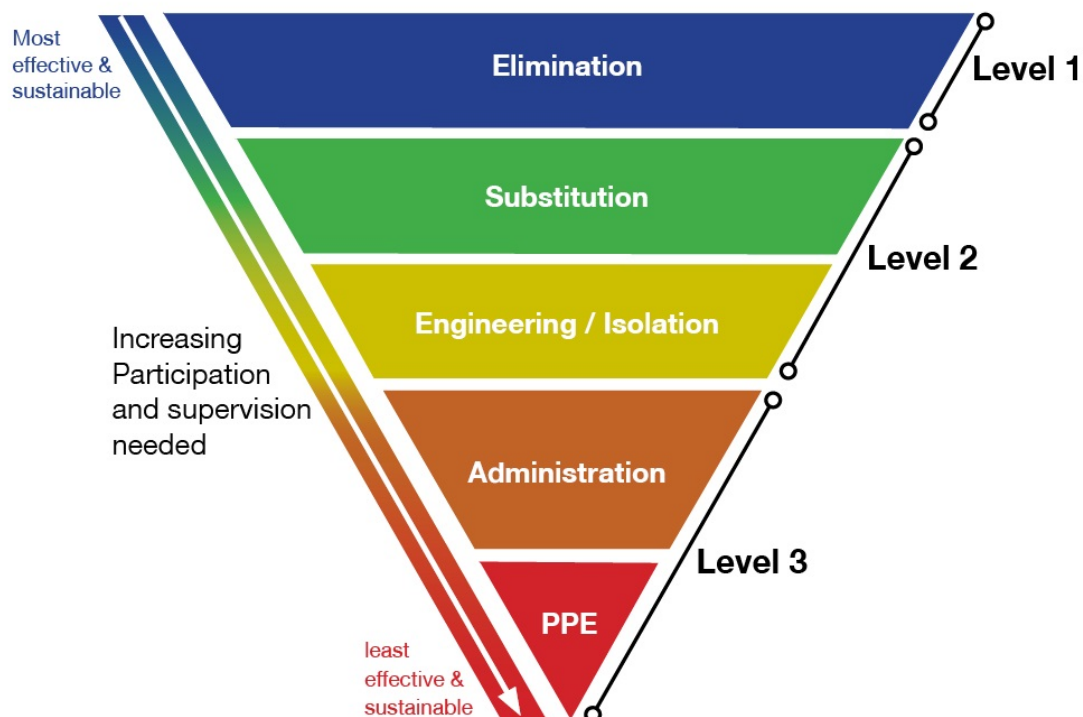 Most
effective &
sustainable
Elimination
Level 1
Substitution
Level 2
Engineering / Isolation
Increasing
Participation
and supervision
needed
Administration
Level 3
PPE
least
effective &
sustainable